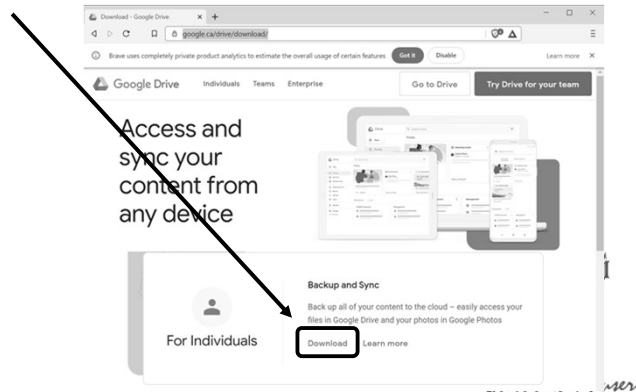 Download - Google Drive
google.ca/drive/download/
Brave uses completely private product analytics to estimate the overall usage of certain features Got it Disable Learn more
Google Drive Individuals Teams Enterprise Go to Drive Try Drive for your team
Access and
sync your
content from
any device
Backup and Sync
Back up all of your content to the cloud – easily access your
files in Google Drive and your photos in Google Photos
For Individuals
Download Learn more